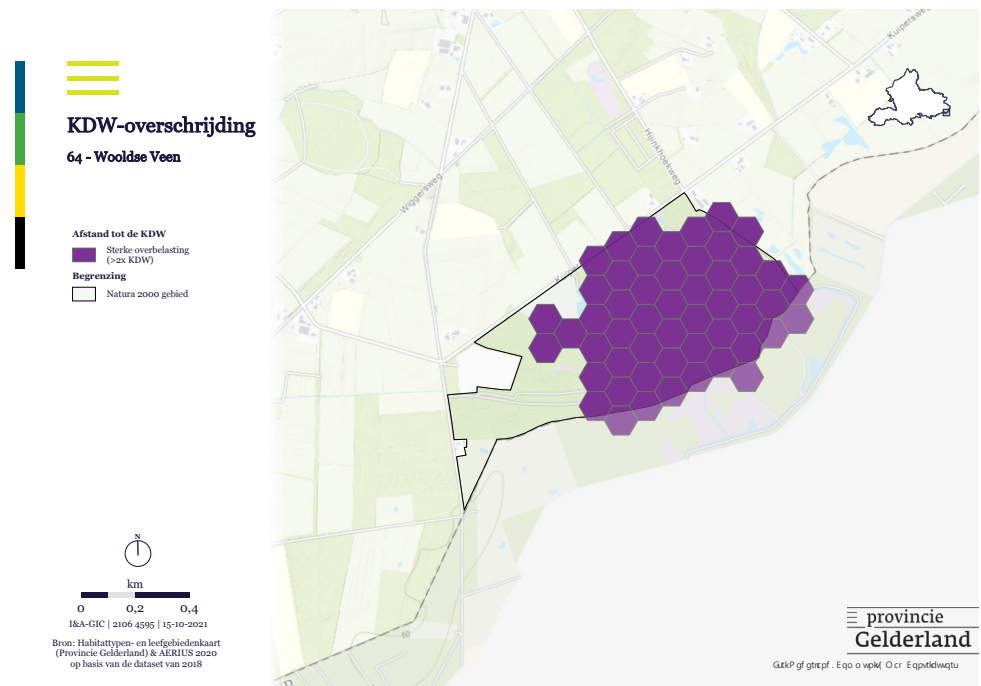 KDW-overschrijding
64 - Wooldse Veen
Afstand tot de KDW
Sterke overbelasting
(>2x KDW)
Begrenzing
Natura 2000 gebied
Kuipersweg
Hijinkhoekweg
Wiggersweg
50
N
km
0 0,2 0,4
I&A-GIC | 2106 4595 | 15-10-2021
Bron: Habitattypen- en leefgebiedenkaart
(Provincie Gelderland) & AERIUS 2020
op basis van de dataset van 2018
provincie
Gelderland